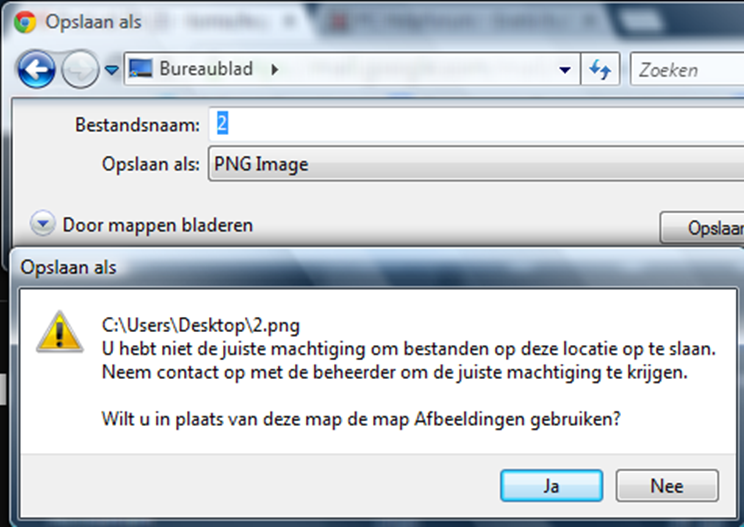 Opslaan als
Bureaublad
Zoeken
Bestandsnaam: 2
Opslaan als: PNG Image
Door mappen bladeren
Opslaan als
C:\Users\Desktop\2.png
U hebt niet de juiste machtiging om bestanden op deze locatie op te slaan.
Neem contact op met de beheerder om de juiste machtiging te krijgen.
Wilt u in plaats van deze map de map Afbeeldingen gebruiken?
Ja Nee